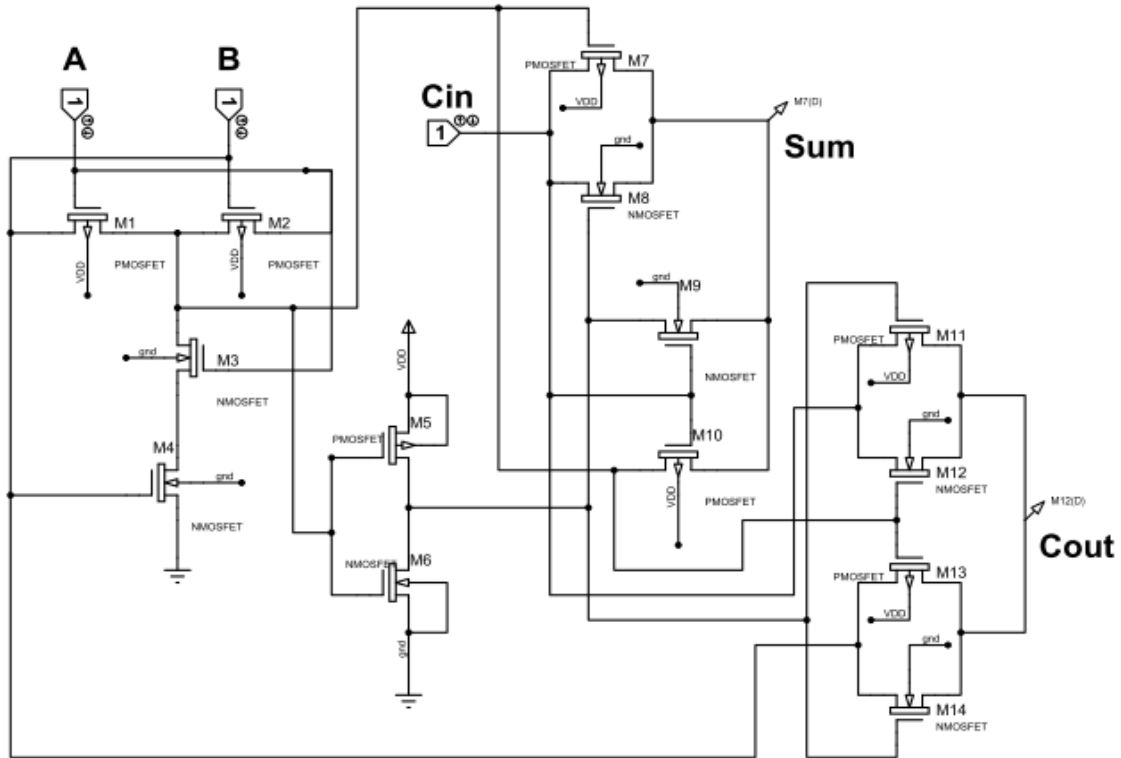 A
B
1
1
M1
VDD
PMOSFET
M2
VDD
PMOSFET
gnd
M3
NMOSFET
M4
gnd
NMOSFET
VDD
M5
PMOSFET
M6
NMOSFET
gnd
Cin
1
M7
PMOSFET
VDD
gnd
M8
NMOSFET
M7(D)
Sum
gnd
M9
NMOSFET
M10
VDD
PMOSFET
M11
PMOSFET
VDD
gnd
M12
NMOSFET
M12(D)
Cout
M13
PMOSFET
VDD
gnd
M14
NMOSFET